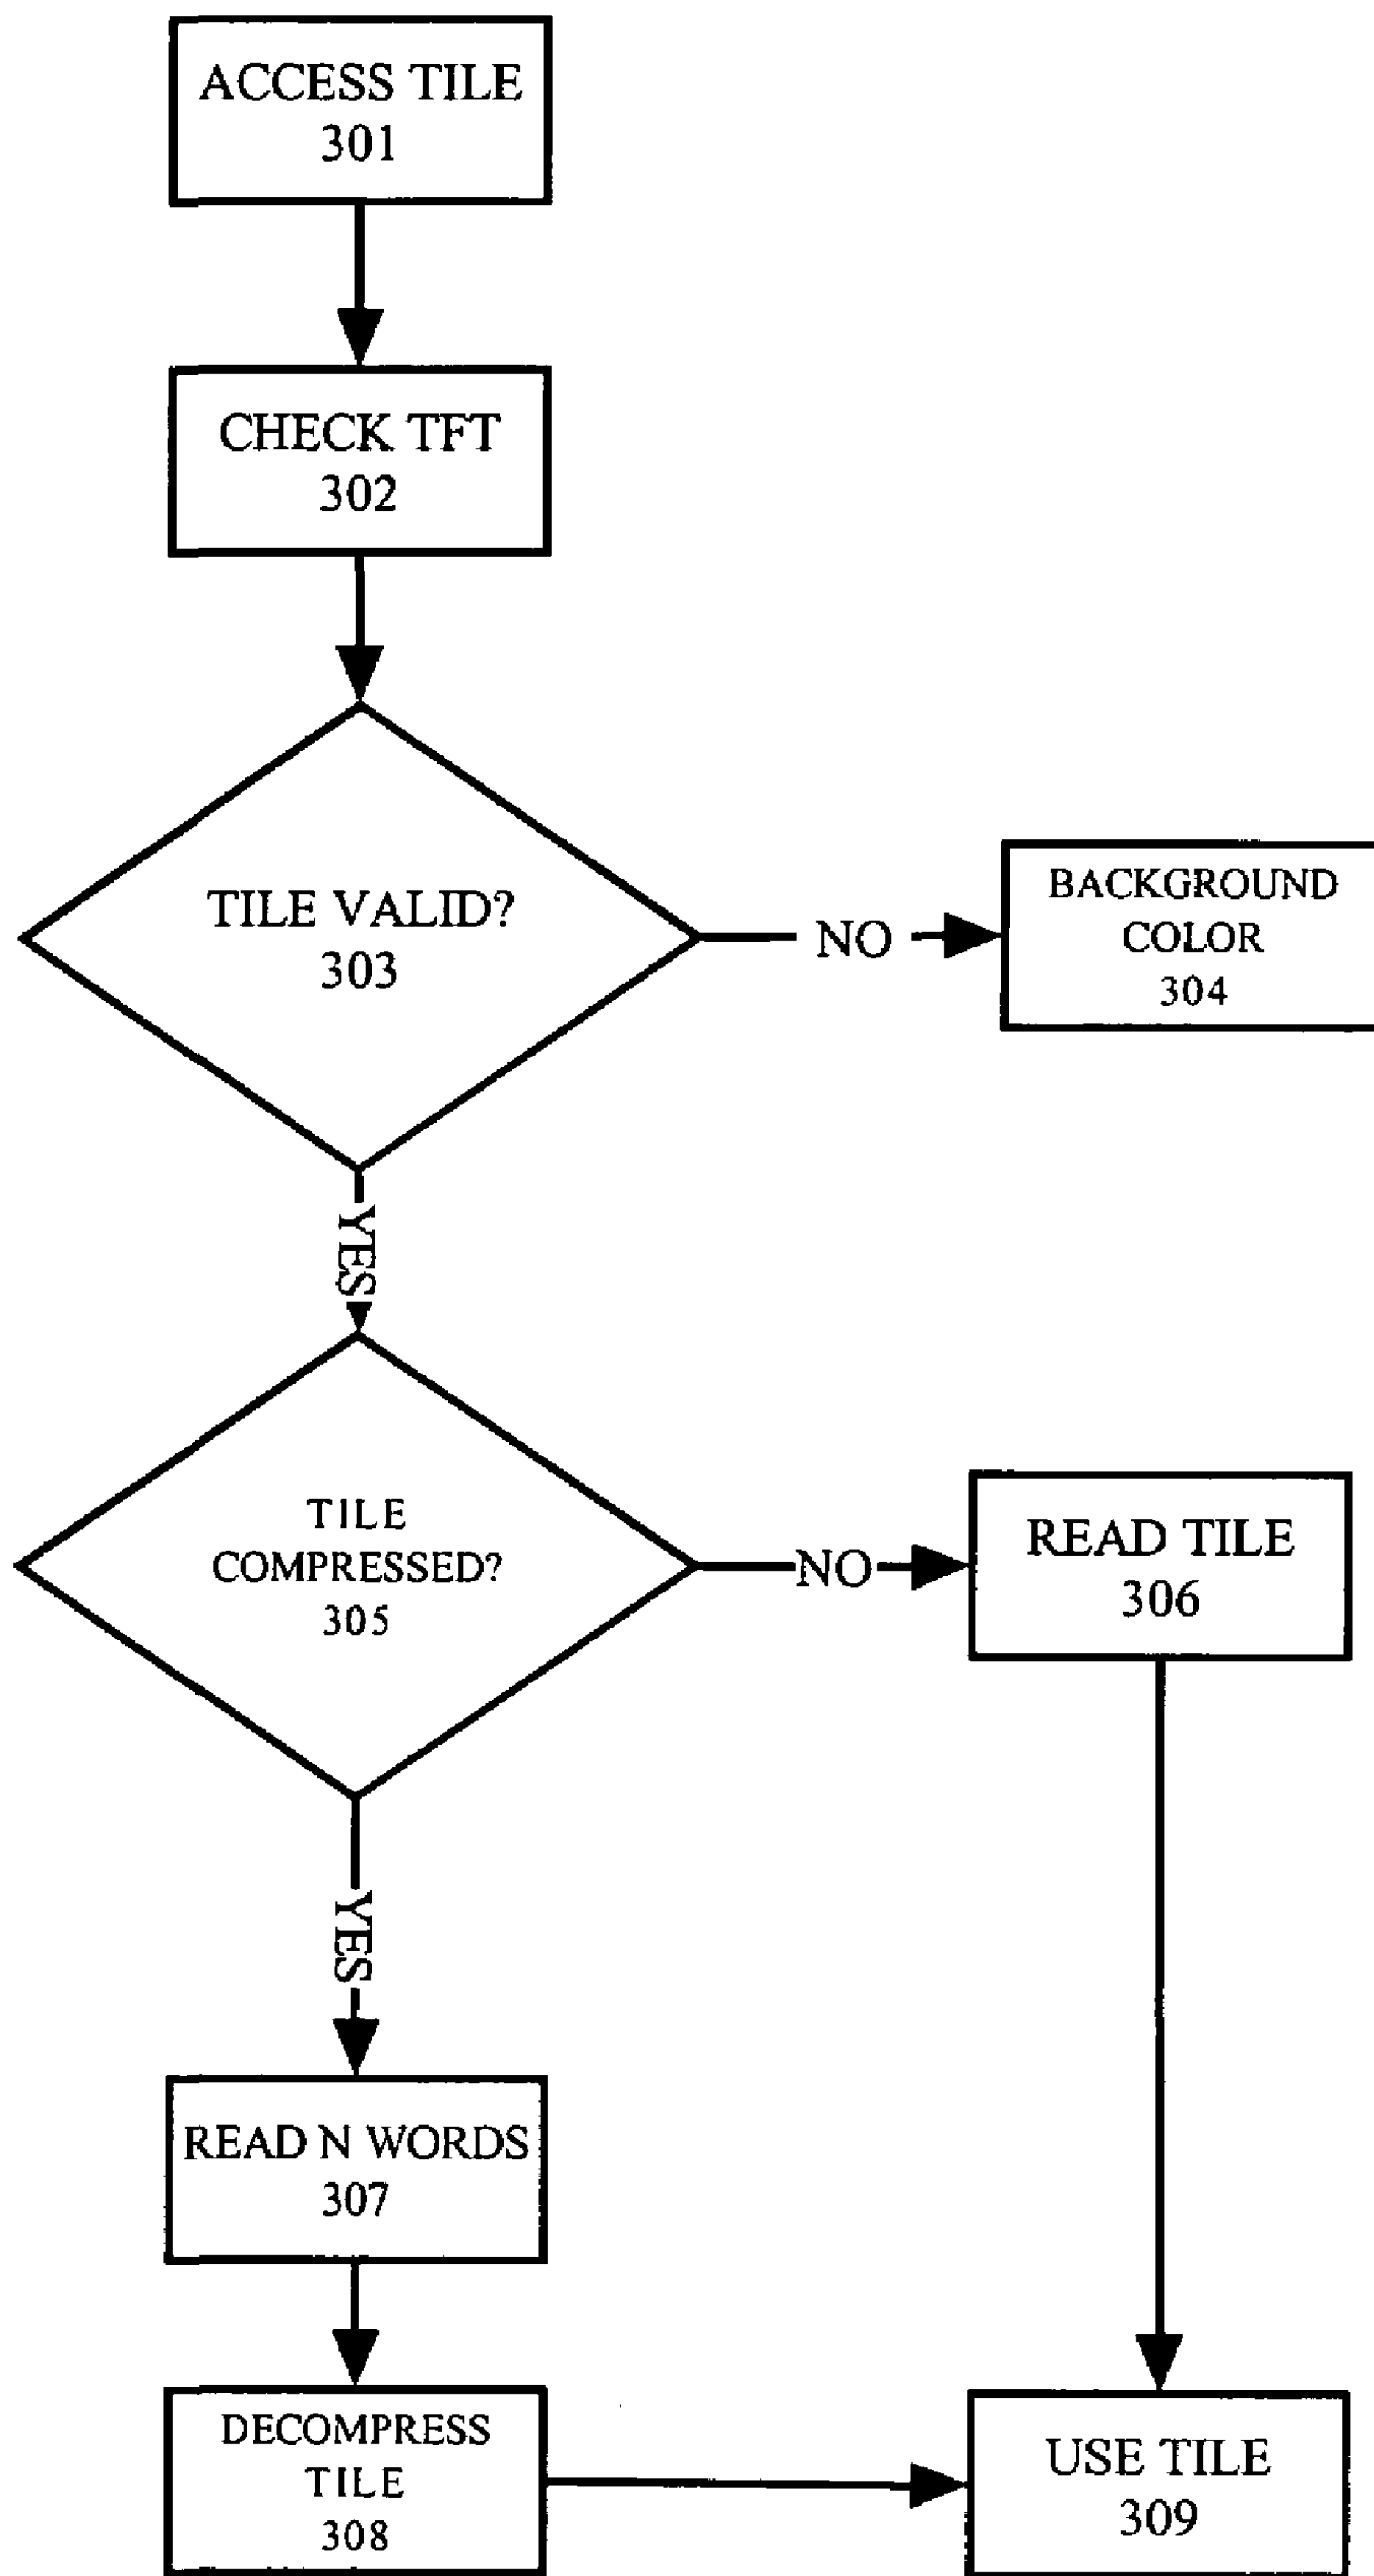 ACCESS TILE
301
CHECK TFT
302
TILE VALID?
303
NO
BACKGROUND
COLOR
304
YES
TILE
COMPRESSED?
305
NO
READ TILE
306
YES
READ N WORDS
307
DECOMPRESS
TILE
308
USE TILE
309